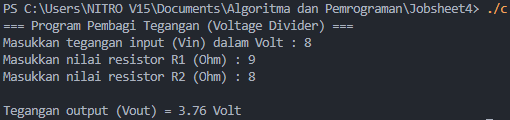 PS C:\Users\NITRO V15\Documents\Algoritma dan Pemrograman\Jobsheet4> ./c
=== Program Pembagi Tegangan (Voltage Divider) ===
Masukkan tegangan input (Vin) dalam Volt : 8
Masukkan nilai resistor R1 (Ohm) : 9
Masukkan nilai resistor R2 (Ohm) : 8
Tegangan output (Vout) = 3.76 Volt